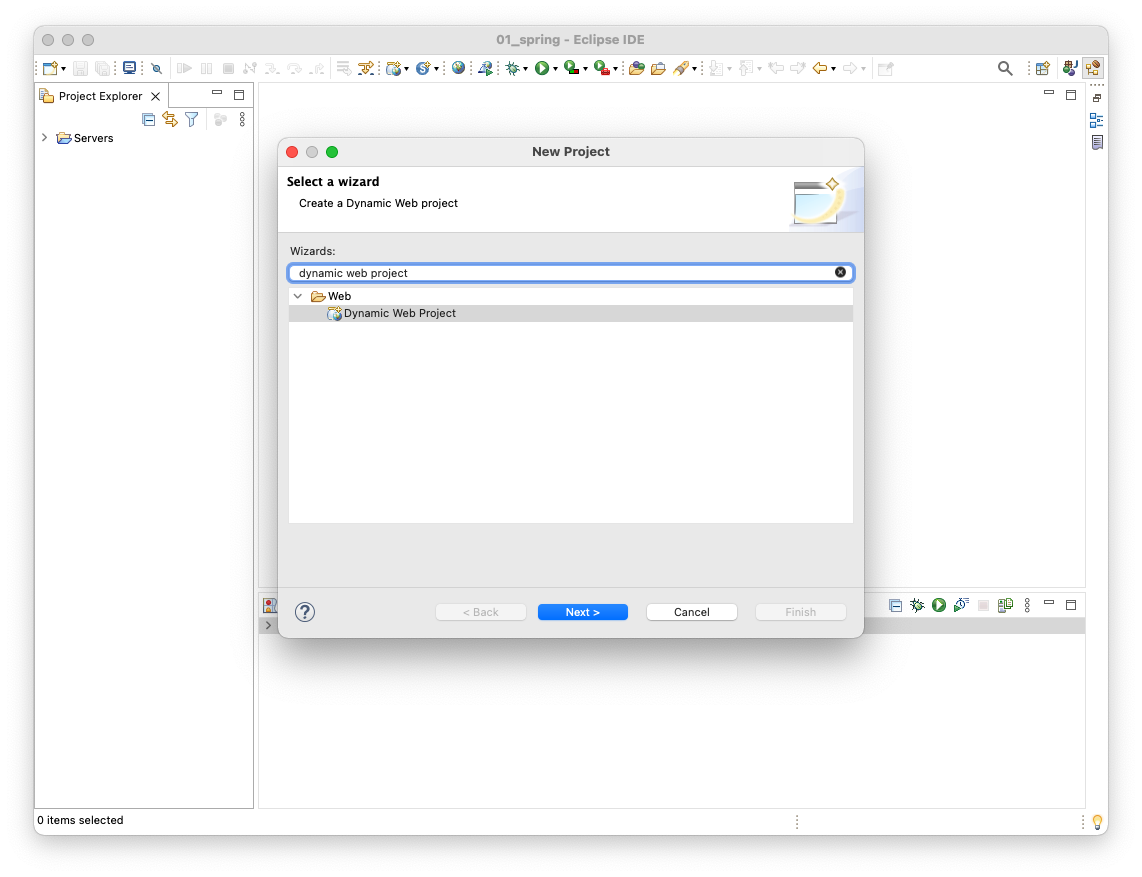 01_spring - Eclipse IDE
Project Explorer
Servers
New Project
Select a wizard
Create a Dynamic Web project
Wizards:
dynamic web project
Web
Dynamic Web Project
?
< Back
Next >
Cancel
Finish
0 items selected